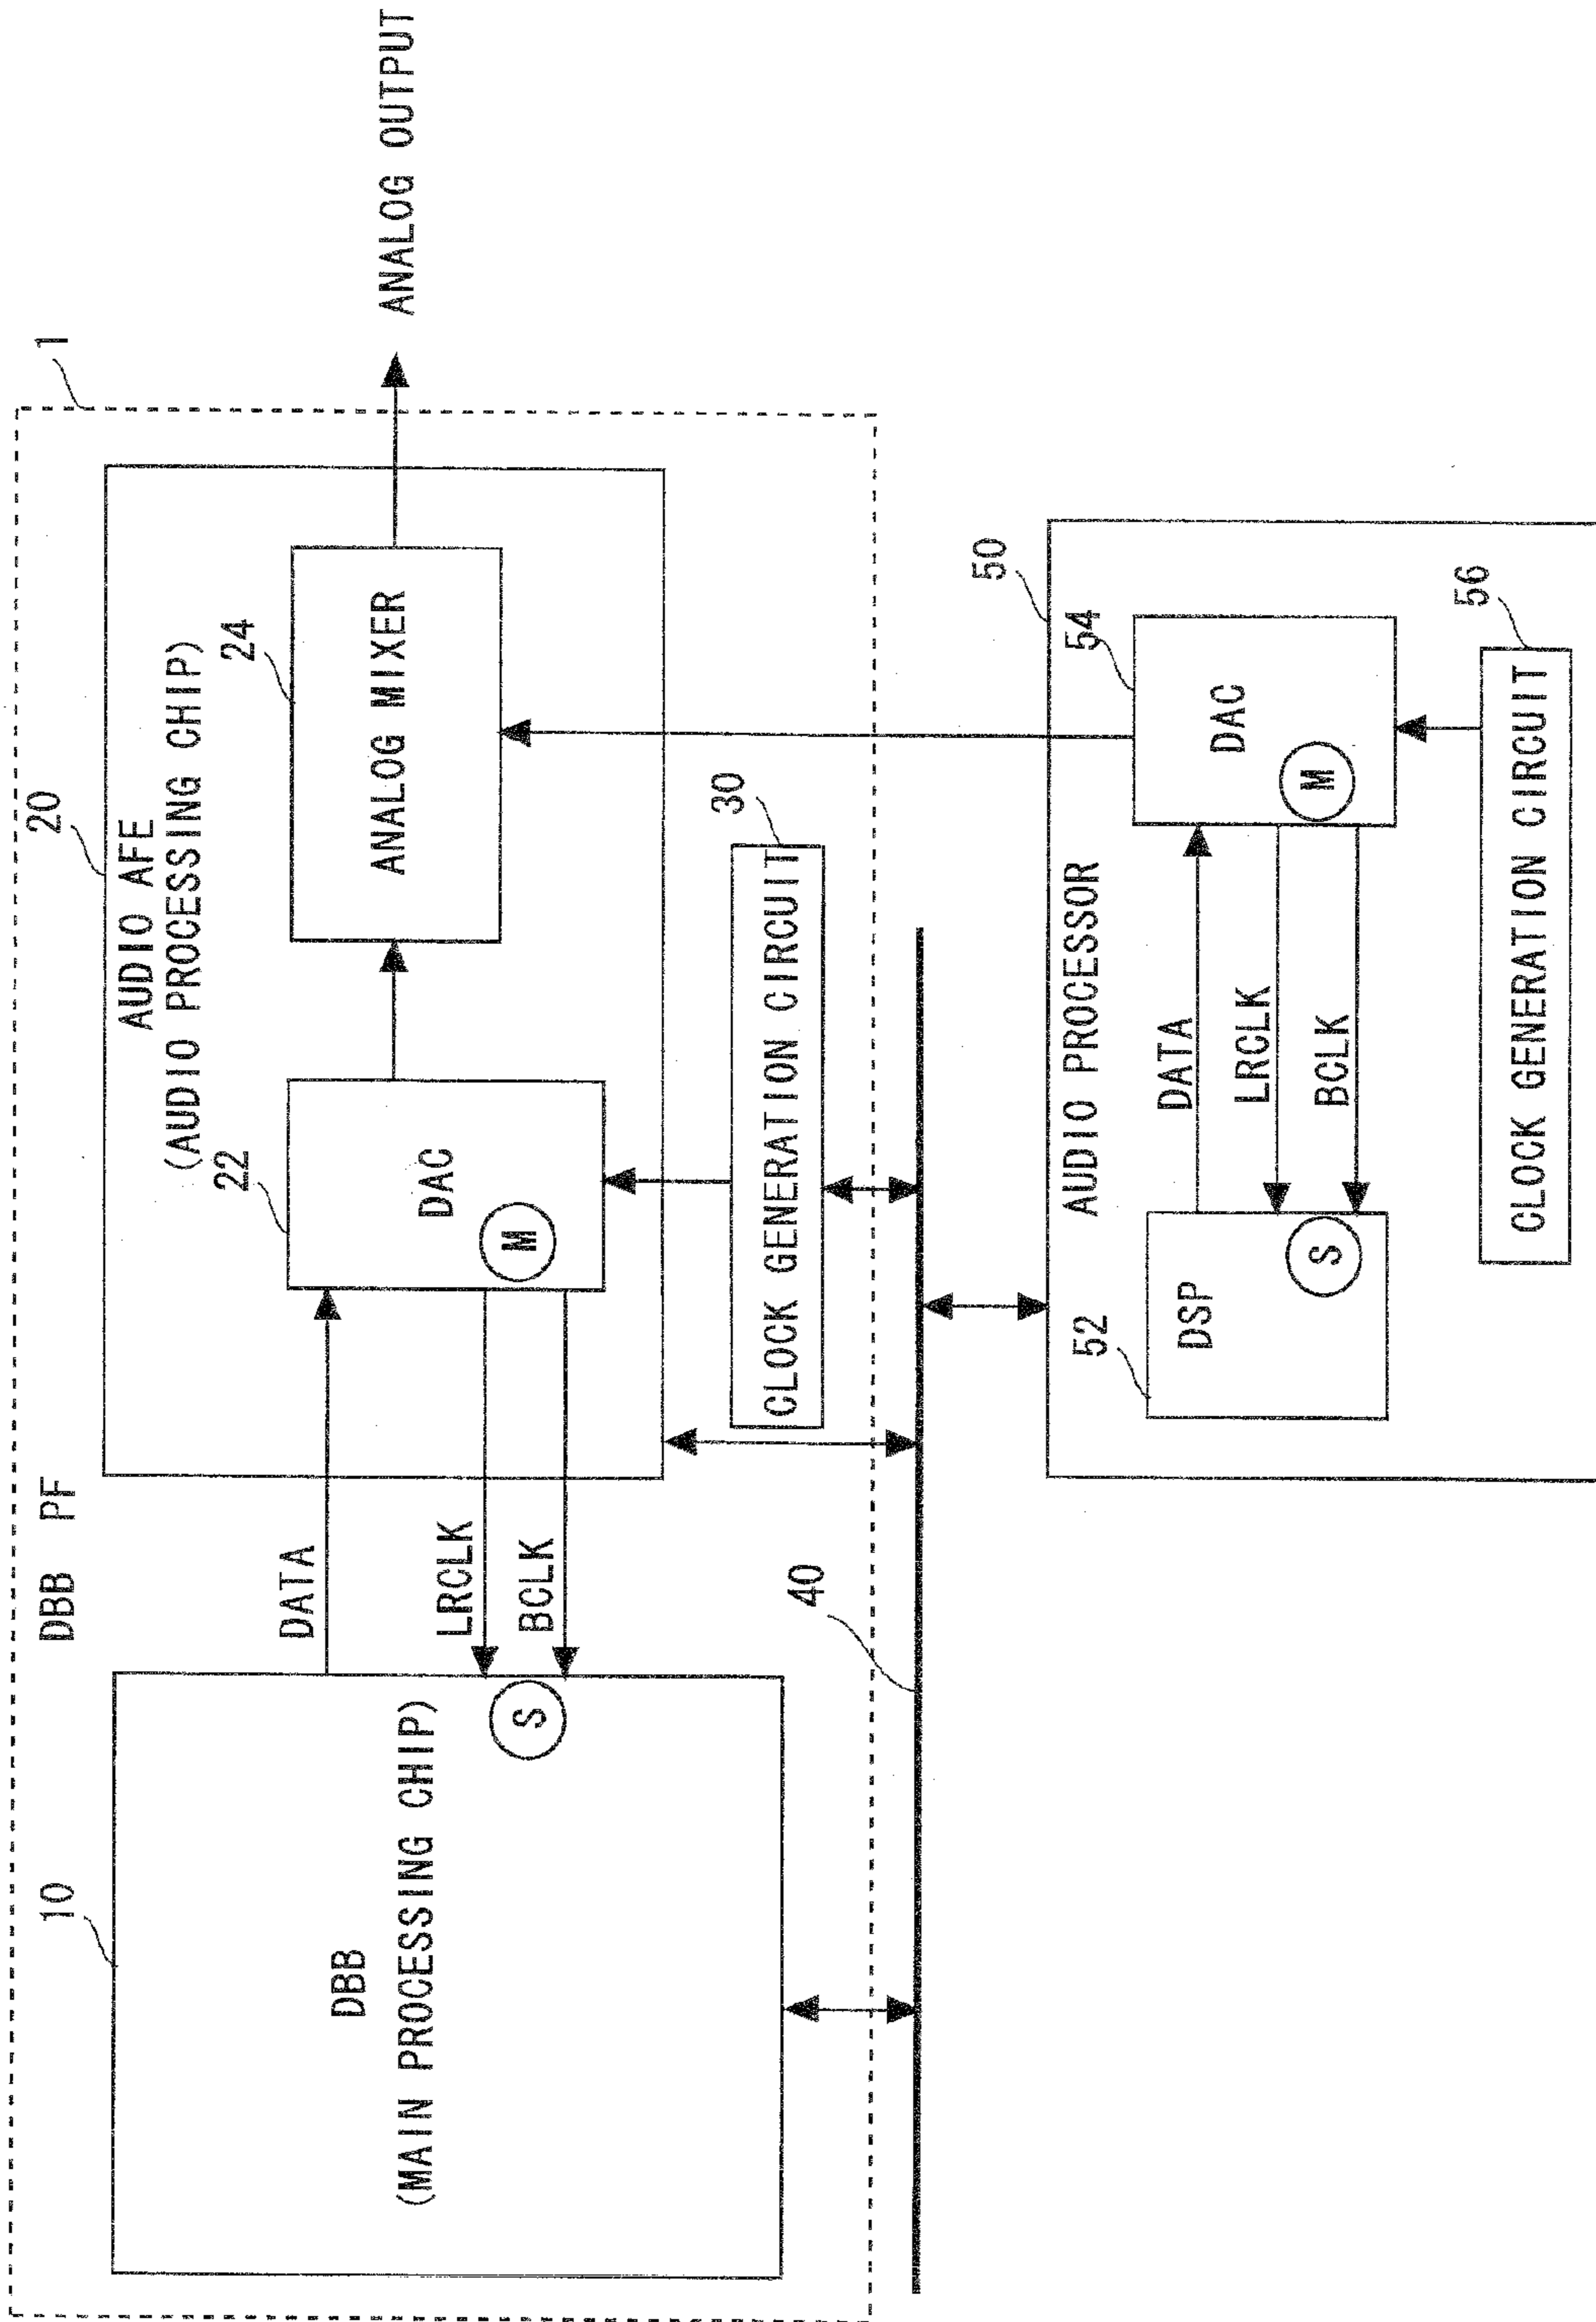 DBB PF
1
10
DBB
(MAIN PROCESSING CHIP)
S
DATA
LRCLK
BCLK
20
AUDIO AFE
(AUDIO PROCESSING CHIP)
22
DAC
M
24
ANALOG MIXER
ANALOG OUTPUT
30
CLOCK GENERATION CIRCUIT
40
50
AUDIO PROCESSOR
52
DSP
S
DATA
LRCLK
BCLK
54
DAC
M
56
CLOCK GENERATION CIRCUIT